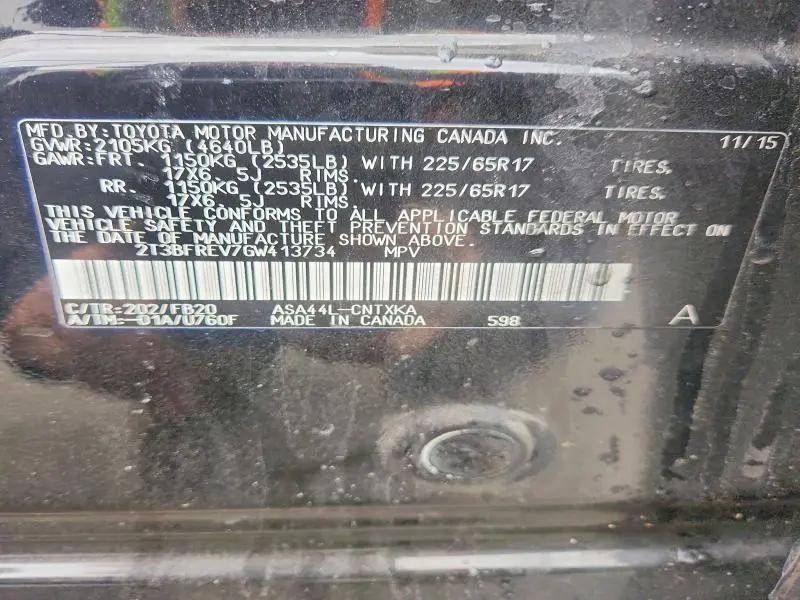 MFD.BY:TOYOTA MOTOR MANUFACTURING CANADA INC. 11/15
GVWR:2105KG (4640LB)
GAWR:FRT. 1150KG (2535LB) WITH 225/65R17 TIRES,
17X6. 5J RIMS.
RR. 1150KG (2535LB) WITH 225/65R17 TIRES,
17X6. 5J RIMS.
THIS VEHICLE CONFORMS TO ALL APPLICABLE FEDERAL MOTOR
VEHICLE SAFETY AND THEFT PREVENTION STANDARDS IN EFFECT ON
THE DATE OF MANUFACTURE SHOWN ABOVE.
2T3BFREV7GW413734 MPV
C/TR:202/FB20 ASA44L-CNTXKA
A/TM:-01A/U760F MADE IN CANADA 598 A